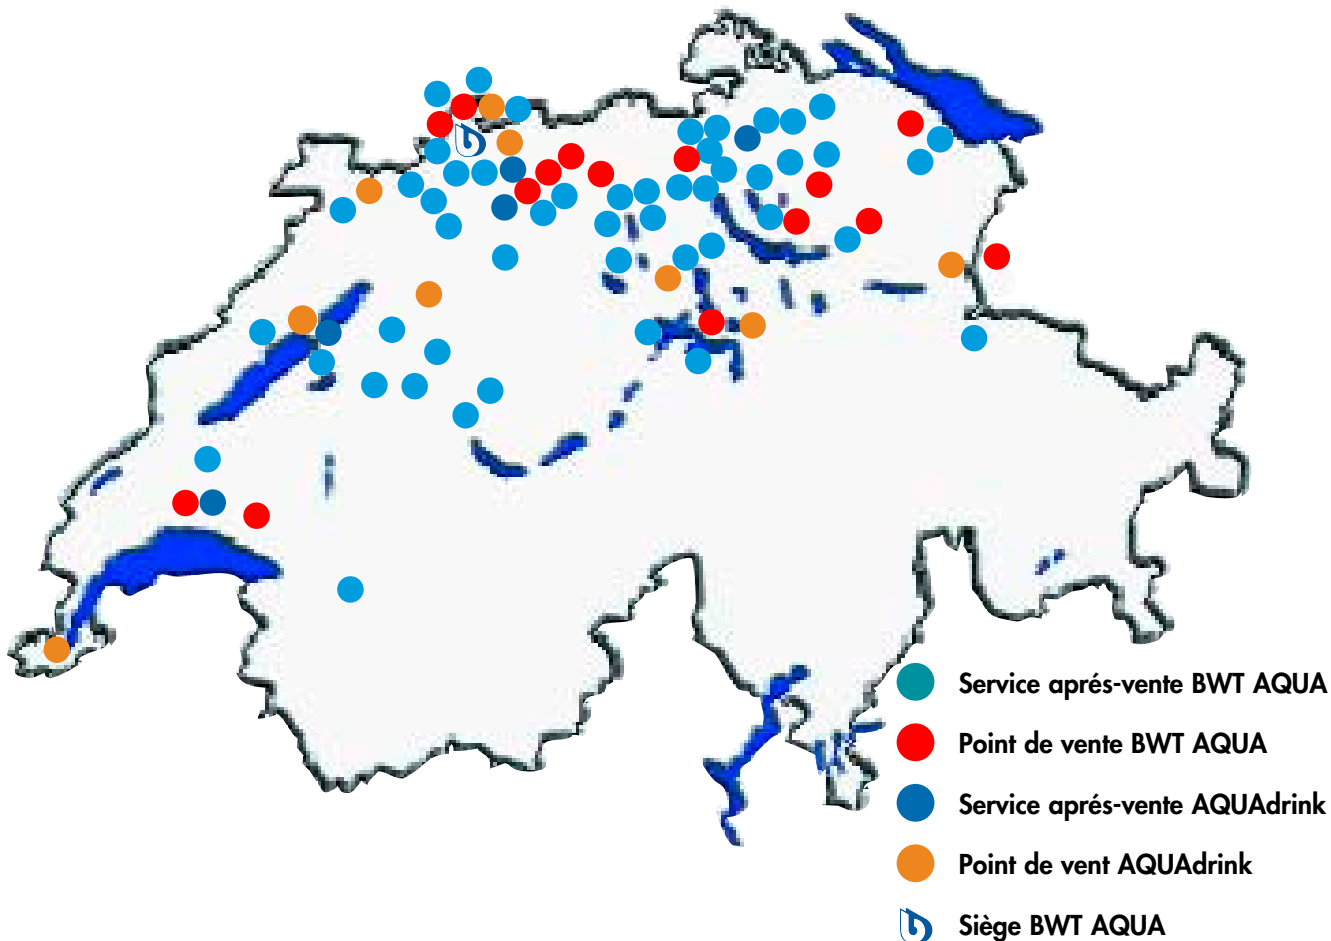 Service aprés-vente BWT AQUA
Point de vente BWT AQUA
Service aprés-vente AQUAdrink
Point de vent AQUAdrink
Siège BWT AQUA